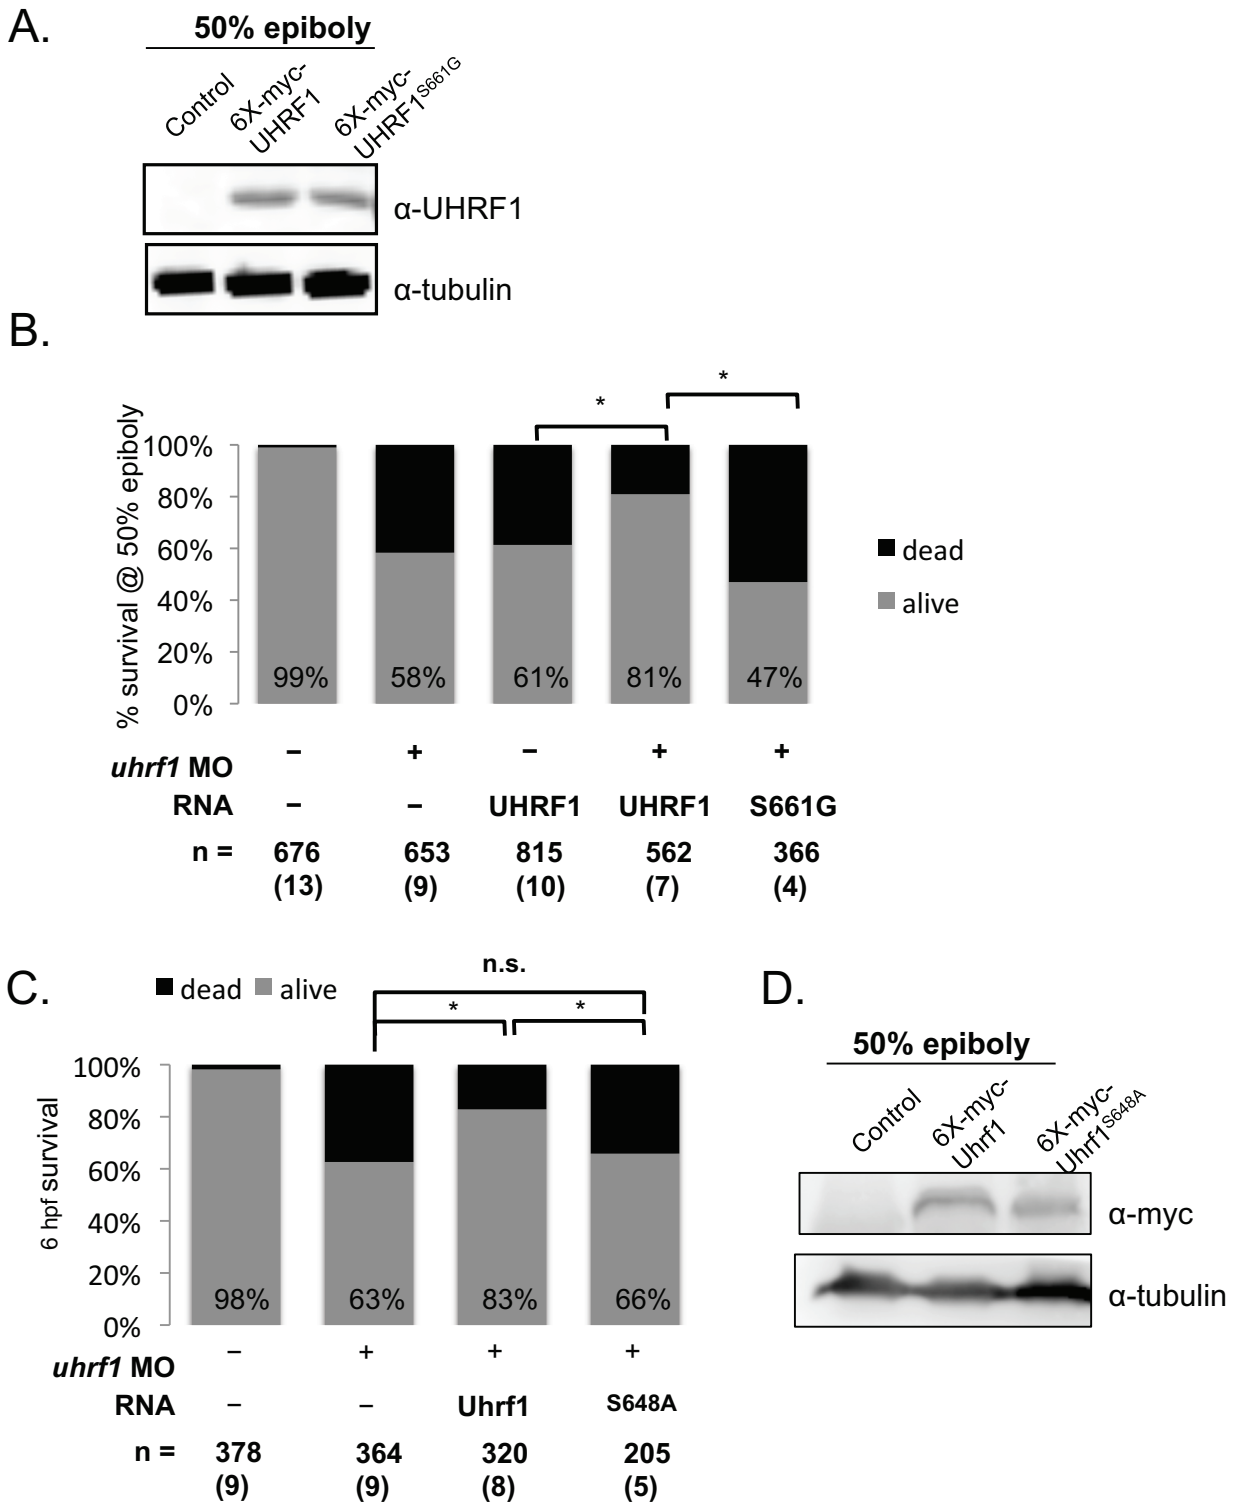 A.
50% epiboly
Control
6X-myc-
UHRF1
6X-myc-
UHRF1S661G
α-UHRF1
α-tubulin
B.
% survival @ 50% epiboly
100%
80%
60%
40%
20%
0%
* *
99% 58% 61% 81% 47%
dead
alive
uhrf1 MO − + − + +
RNA − − UHRF1 UHRF1 S661G
n = 676 653 815 562 366
(13) (9) (10) (7) (4)
C.
dead alive
n.s.
* *
6 hpf survival
100%
80%
60%
40%
20%
0%
98% 63% 83% 66%
uhrf1 MO − + + +
RNA − − Uhrf1 S648A
n = 378 364 320 205
(9) (9) (8) (5)
D.
50% epiboly
Control
6X-myc-
Uhrf1
6X-myc-
Uhrf1S648A
α-myc
α-tubulin